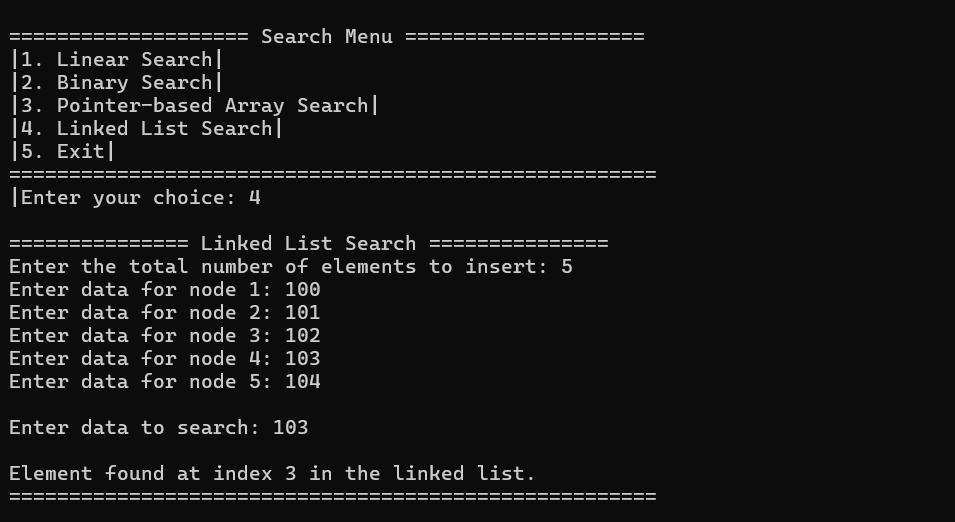 ==================== Search Menu ====================
|1. Linear Search|
|2. Binary Search|
|3. Pointer-based Array Search|
|4. Linked List Search|
|5. Exit|
======================================================
|Enter your choice: 4
=============== Linked List Search ===============
Enter the total number of elements to insert: 5
Enter data for node 1: 100
Enter data for node 2: 101
Enter data for node 3: 102
Enter data for node 4: 103
Enter data for node 5: 104
Enter data to search: 103
Element found at index 3 in the linked list.
======================================================